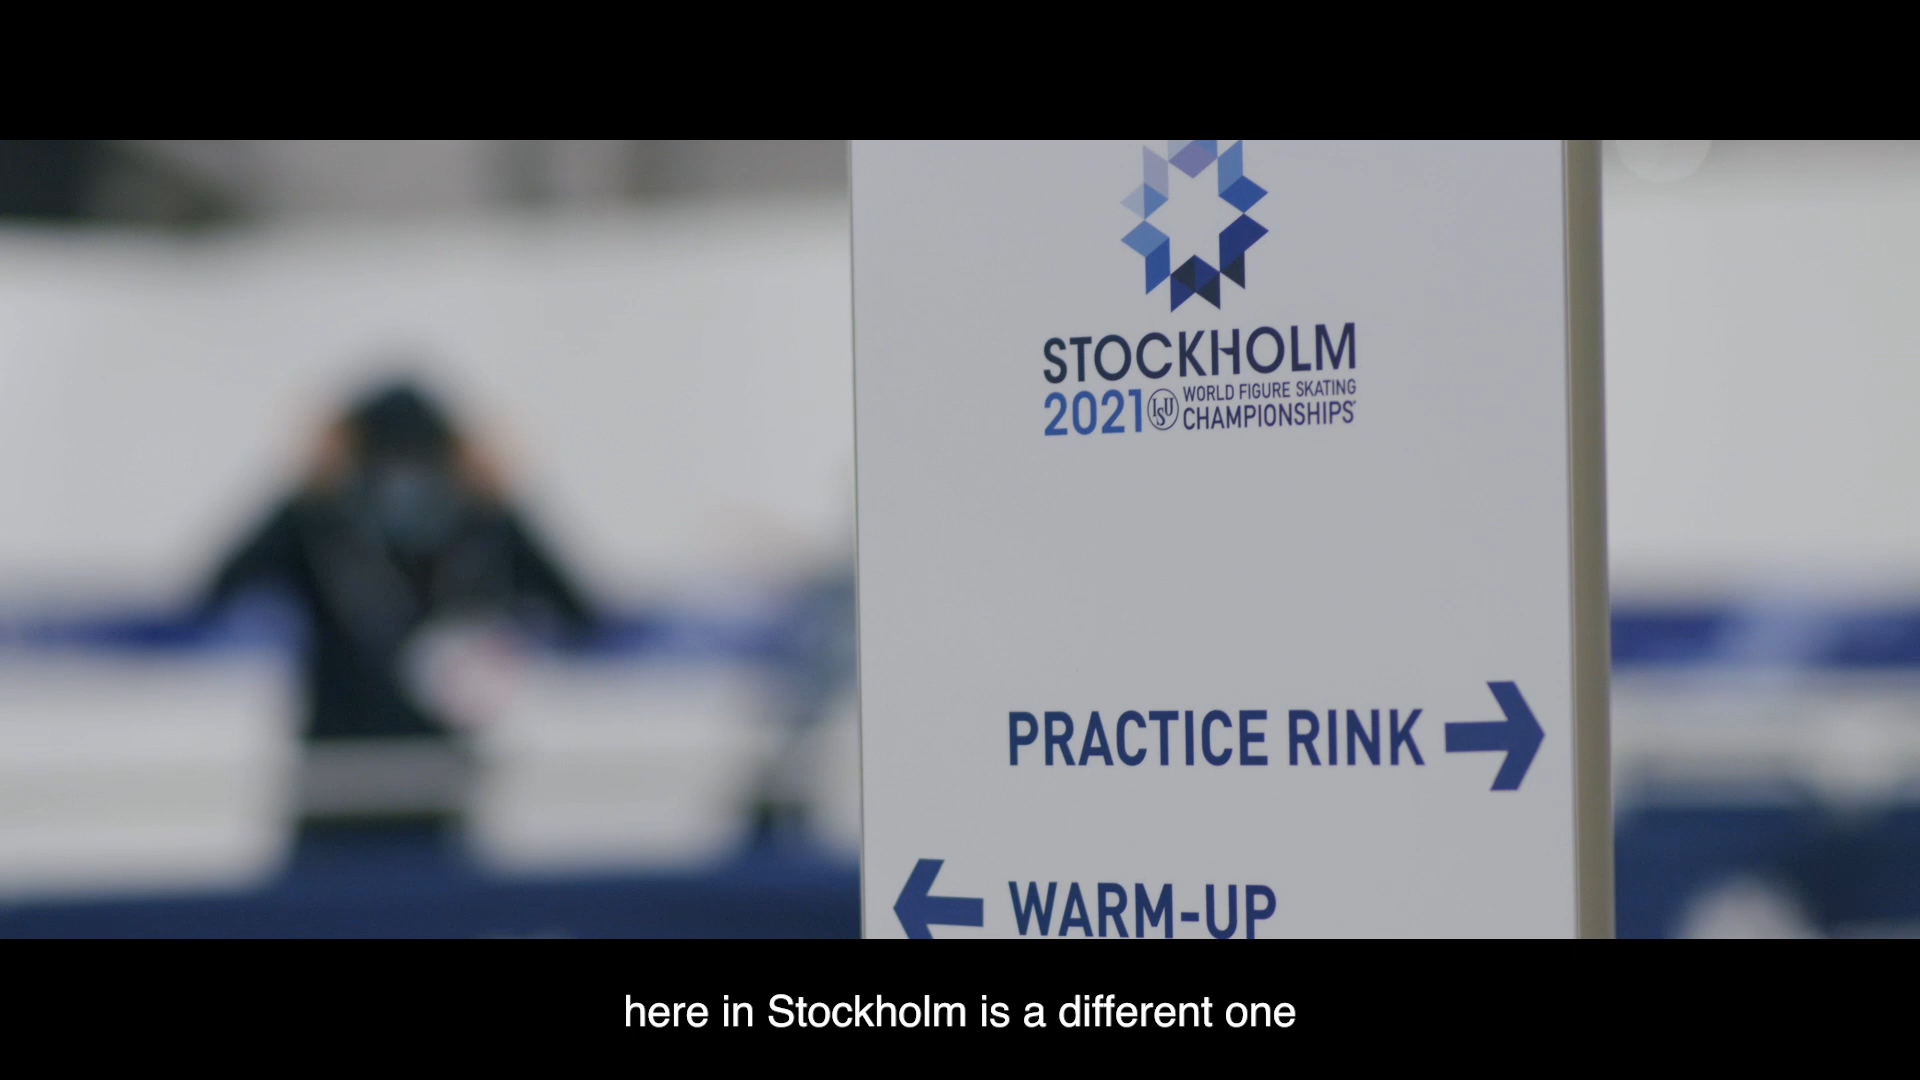 STOCKHOLM
2021 ISU WORLD FIGURE SKATING
CHAMPIONSHIPS
PRACTICE RINK
WARM-UP
here in Stockholm is a different one